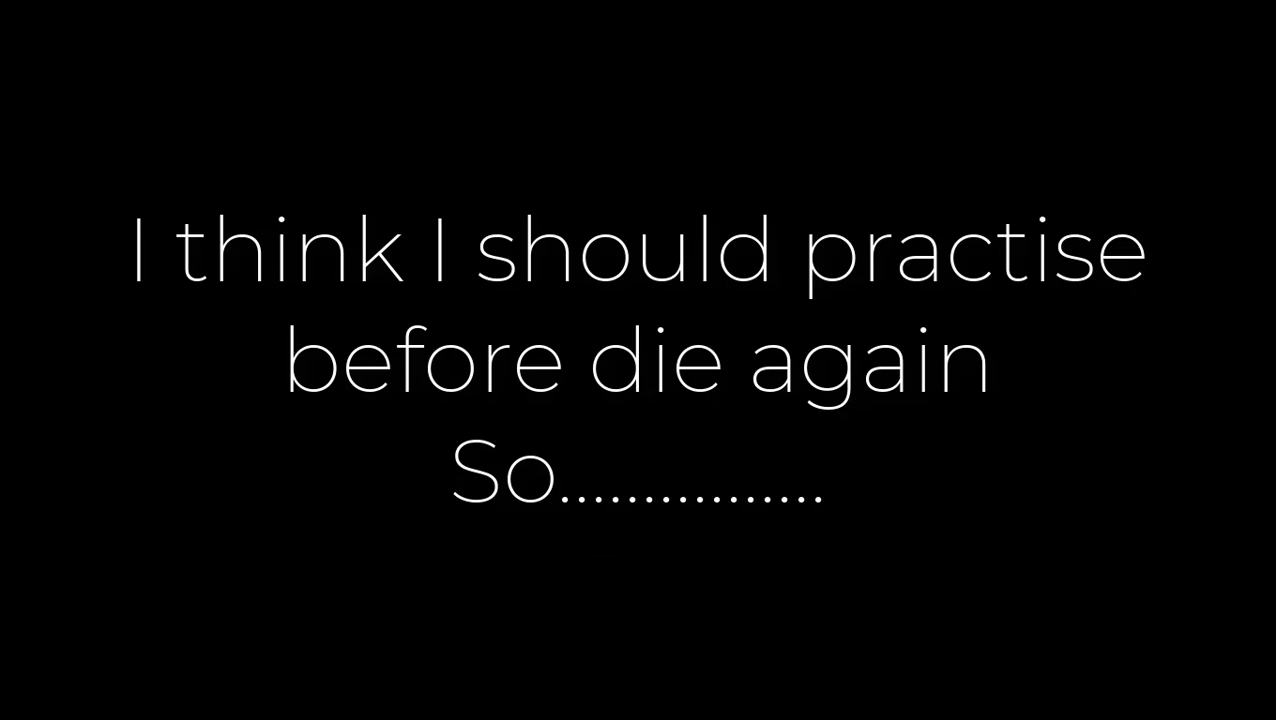 I think I should practise
before die again
So................